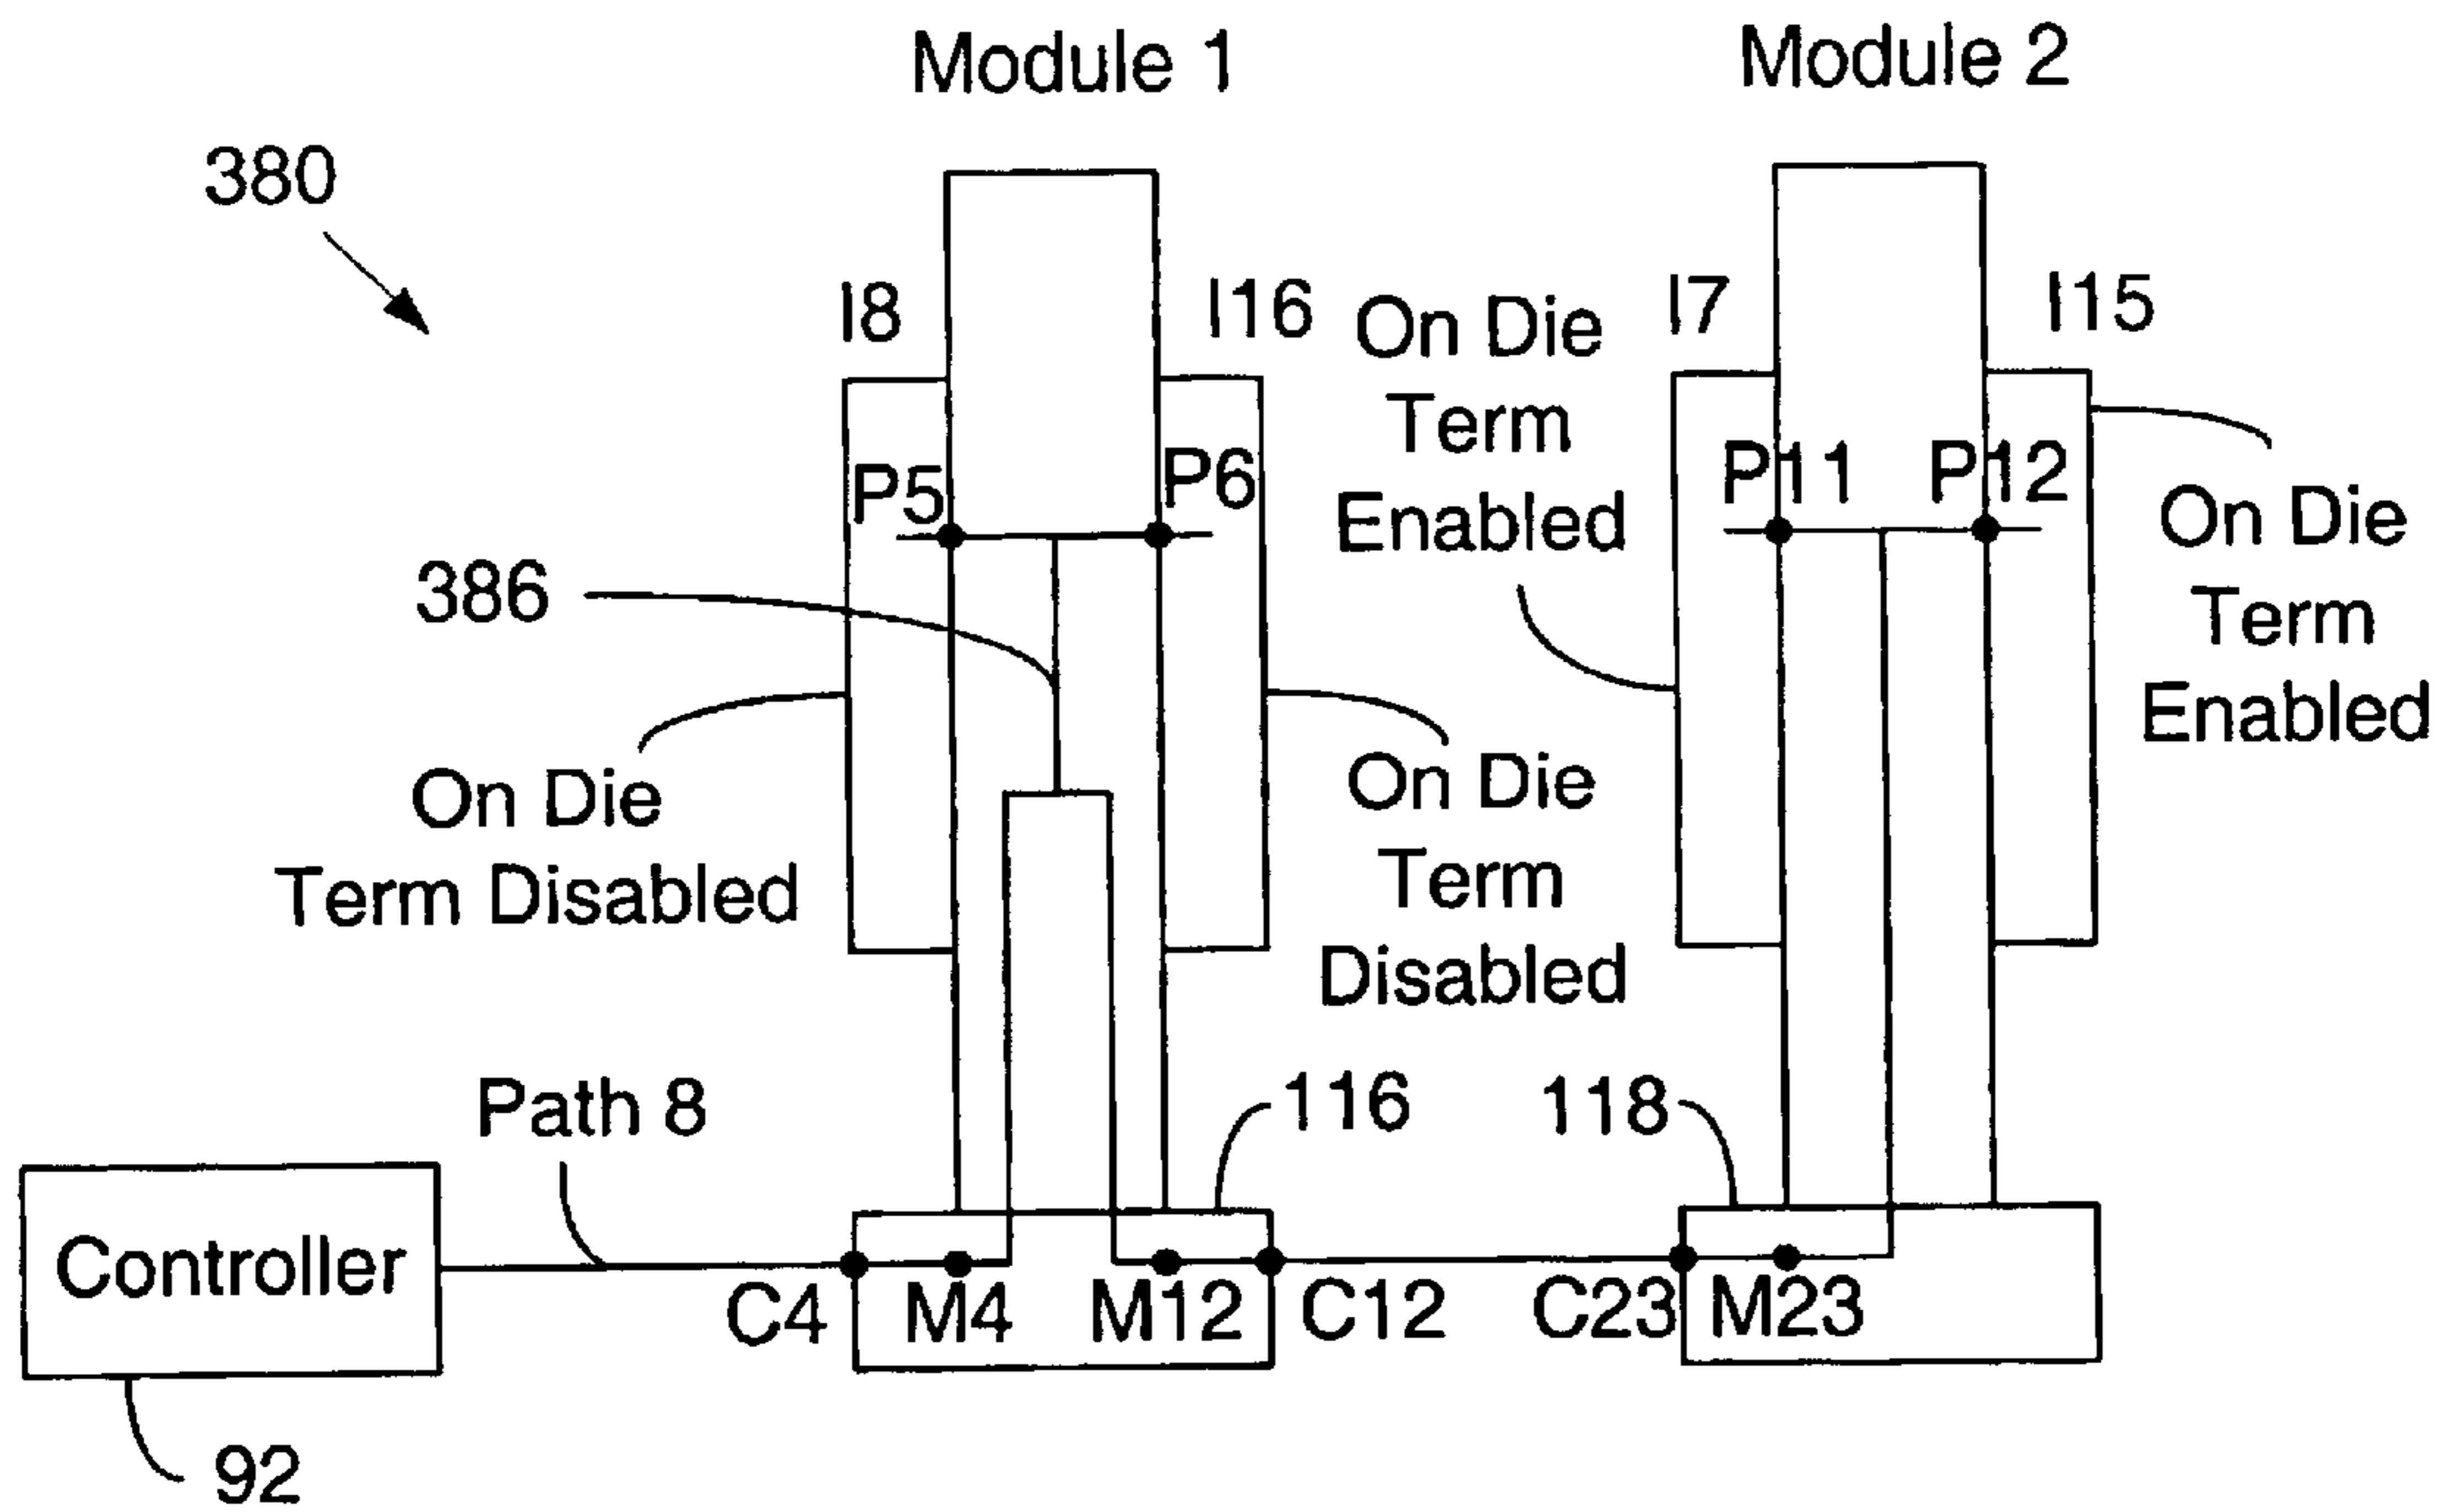 Module 1
Module 2
380
I8
I16
On Die
Term
Enabled
I7
I15
P5
P6
P11
P12
On Die
Term
Enabled
386
On Die
Term Disabled
On Die
Term
Disabled
Path 8
116
118
Controller
C4
M4
M12
C12
C23
M23
92